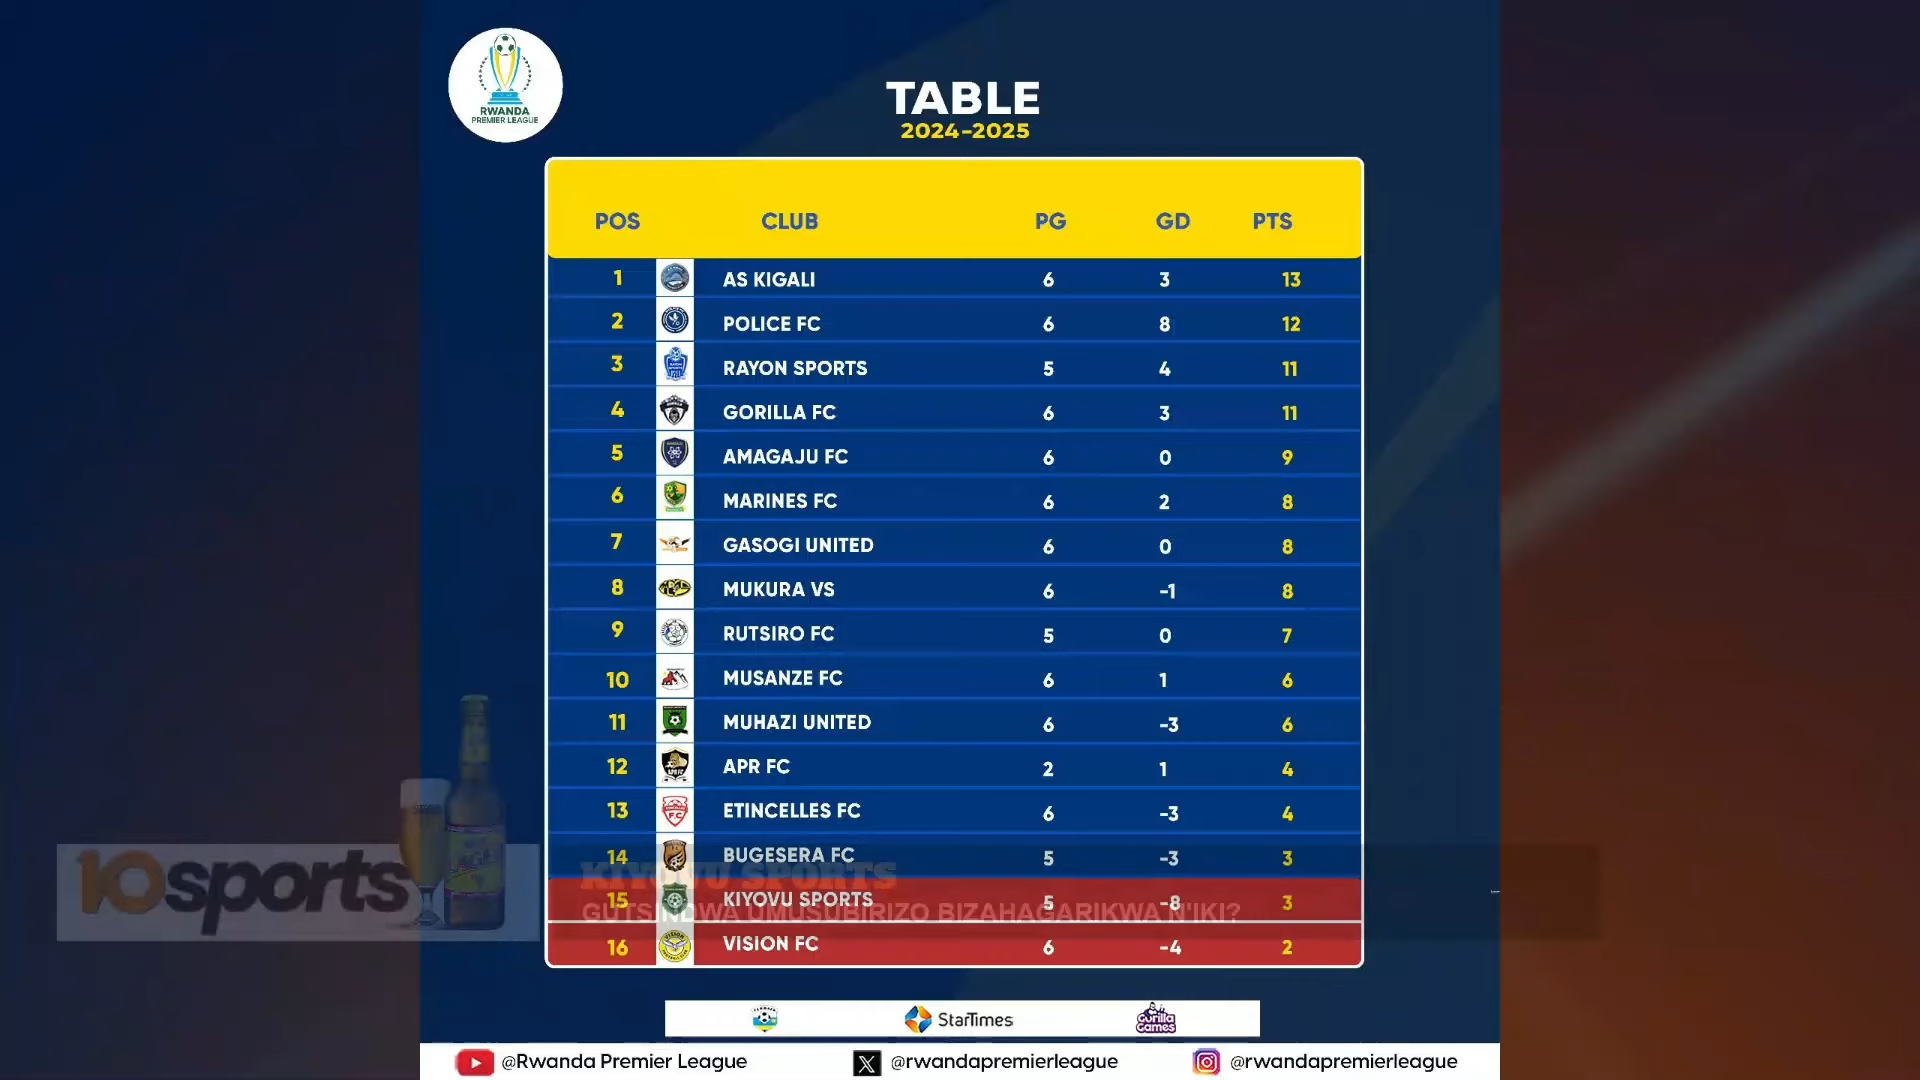 RWANDA
PREMIER LEAGUE
TABLE
2024-2025
POS CLUB PG GD PTS
1 AS KIGALI 6 3 13
2 POLICE FC 6 8 12
3 RAYON SPORTS 5 4 11
4 GORILLA FC 6 3 11
5 AMAGAJU FC 6 0 9
6 MARINES FC 6 2 8
7 GASOGI UNITED 6 0 8
8 MUKURA VS 6 -1 8
9 RUTSIRO FC 5 0 7
10 MUSANZE FC 6 1 6
11 MUHAZI UNITED 6 -3 6
12 APR FC 2 1 4
13 ETINCELLES FC 6 -3 4
14 BUGESERA FC 5 -3 3
15 KIYOVU SPORTS 5 -8 3
16 VISION FC 6 -4 2
10sports
KIYOVU SPORTS
GUTSINDWA UMUSUBIRIZO BIZAHAGARIKWA N'IKI?
StarTimes
Gorilla Games
@Rwanda Premier League @rwandapremierleague @rwandapremierleague